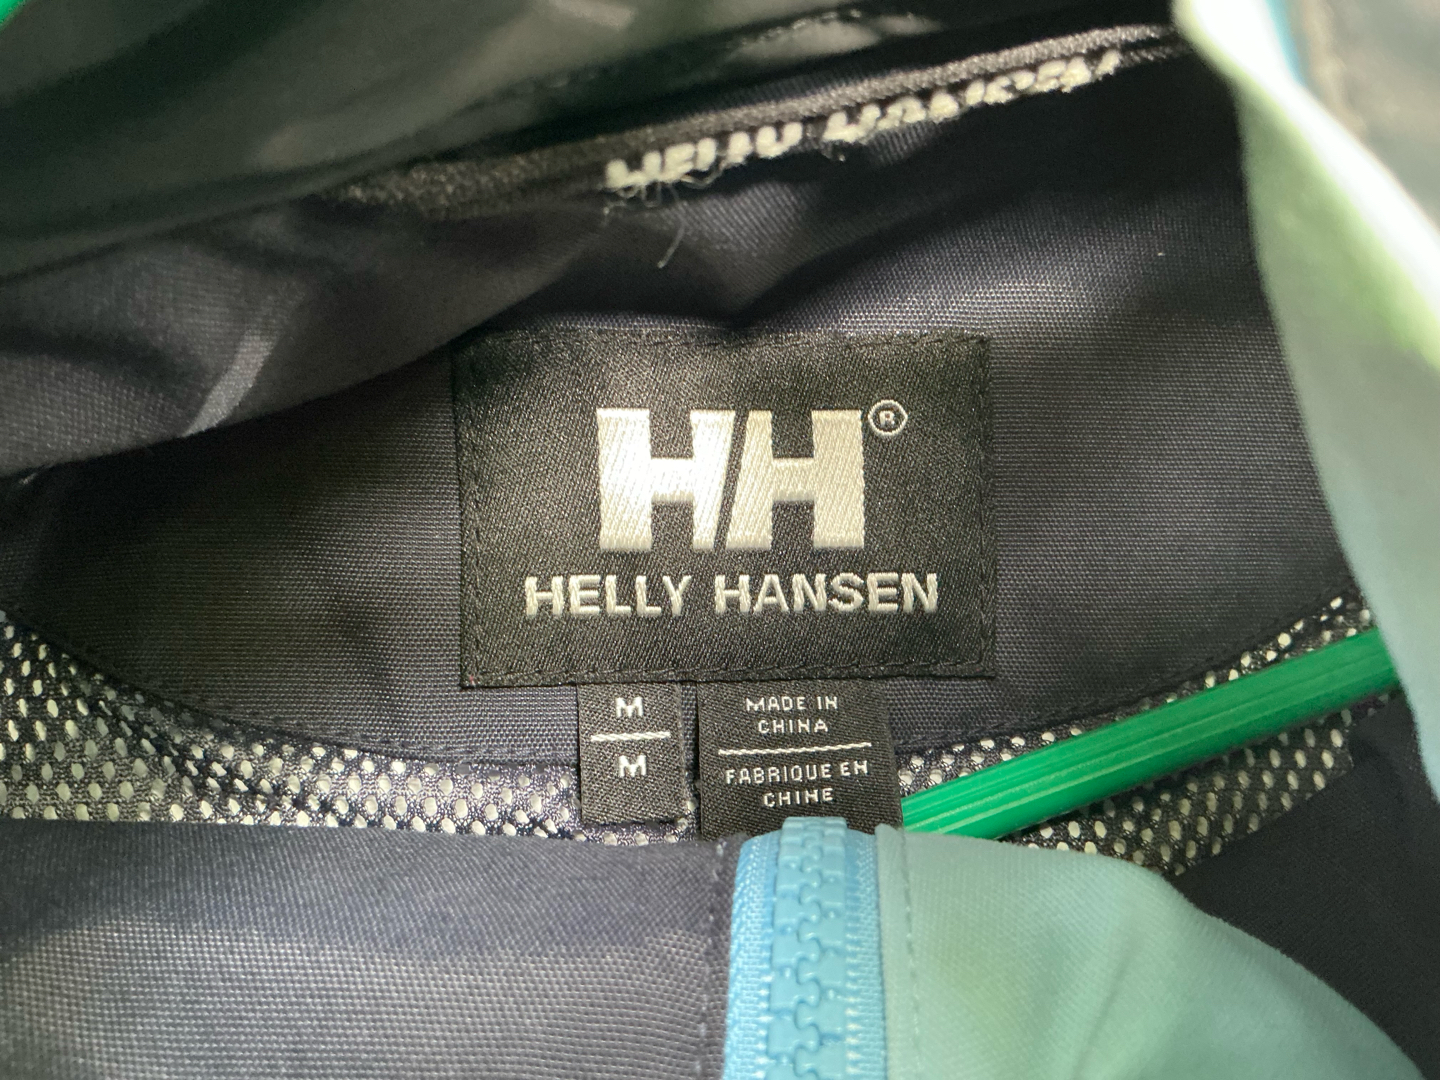 HELLY HANSEN
HH®
HELLY HANSEN
M
M
MADE IN
CHINA
FABRIQUE EN
CHINE